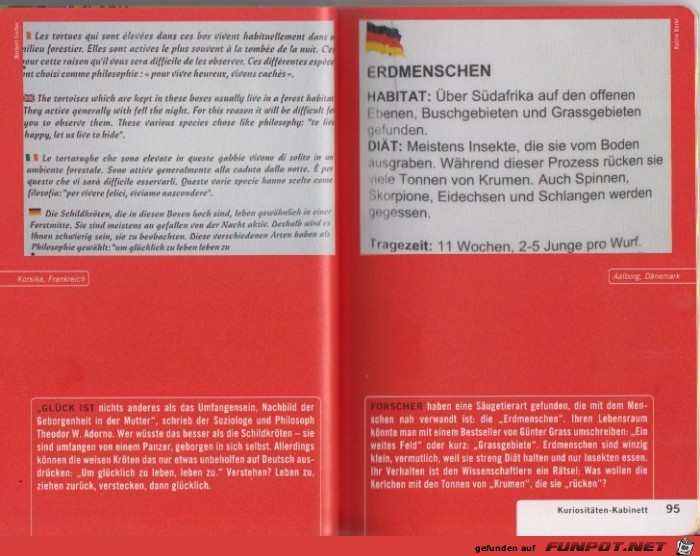 Les tortues qui sont élevées dans ces box vivent habituellement dans
milieu forestier. Elles sont actives le plus souvent à la tombée de la nuit. C'es
pour cette raison qu'il vous sera difficile de les observer. Ces différentes espèce
ont choisi comme philosophie : « pour vivre heureux, vivons cachés ».
The tortoises which are kept in these boxes usually live in a forest habitat
They active generally with fell the night. For this reason it will be difficult fo
you to observe them. These various species chose like philosophy: "to liv
happy, let us live to hide".
Le tartarughe che sono elevate in queste gabbie vivono di solito in un
ambiente forestale. Sono attive generalmente alla caduta dalla notte. È per
questo che vi sarà difficile osservarli. Queste varie specie hanno scelto come
filosofia: "per vivere felici, viviamo nascondere".
Die Schildkröten, die in diesen Boxen hoch sind, leben gewöhnlich in einer
Forstmitte. Sie sind meistens an gefallen von der Nacht aktiv. Deshalb wird es
Ihnen schwierig sein, sie zu beobachten. Diese verschiedenen Arten haben als
Philosophie gewählt: "um glücklich zu leben leben zu
Korsika, Frankreich
„GLÜCK IST nichts anderes als das Umfangensein, Nachbild der
Geborgenheit in der Mutter", schrieb der Soziologe und Philosoph
Theodor W. Adorno. Wer wüsste das besser als die Schildkröten – sie
sind umfangen von einem Panzer, geborgen in sich selbst. Allerdings
können die weisen Kröten das nur etwas unbeholfen auf Deutsch aus-
drücken: „Um glücklich zu leben, leben zu." Verstehen? Leben zu,
ziehen zurück, verstecken, dann glücklich.
ERDMENSCHEN
HABITAT: Über Südafrika auf den offenen
Ebenen, Buschgebieten und Grassgebieten
gefunden.
DIÄT: Meistens Insekte, die sie vom Boden
ausgraben. Während dieser Prozess rücken sie
viele Tonnen von Krumen. Auch Spinnen,
Skorpione, Eidechsen und Schlangen werden
gegessen.
Tragezeit: 11 Wochen, 2-5 Junge pro Wurf.
Aalborg, Dänemark
FORSCHER haben eine Säugetierart gefunden, die mit dem Men-
schen nah verwandt ist: die „Erdmenschen". Ihren Lebensraum
könnte man mit einem Bestseller von Günter Grass umschreiben: „Ein
weites Feld" oder kurz: „Grassgebiete". Erdmenschen sind winzig
klein, vermutlich, weil sie streng Diät halten und nur Insekten essen.
Ihr Verhalten ist den Wissenschaftlern ein Rätsel: Was wollen die
Kerlchen mit den Tonnen von „Krumen", die sie „rücken"?
Kuriositäten-Kabinett 95
gefunden auf FUNPOT.NET